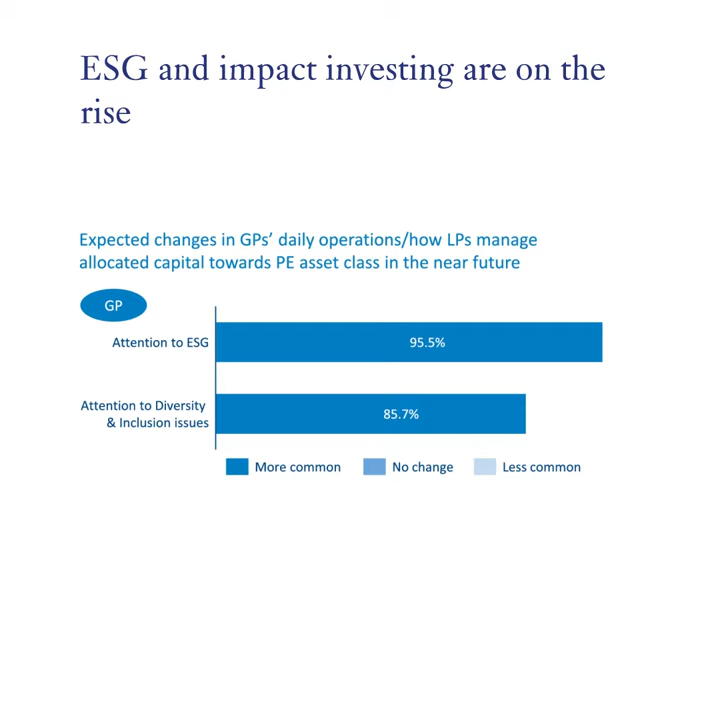 ESG and impact investing are on the
rise
Expected changes in GPs’ daily operations/how LPs manage
allocated capital towards PE asset class in the near future
GP
Attention to ESG
95.5%
Attention to Diversity
& Inclusion issues
85.7%
More common
No change
Less common